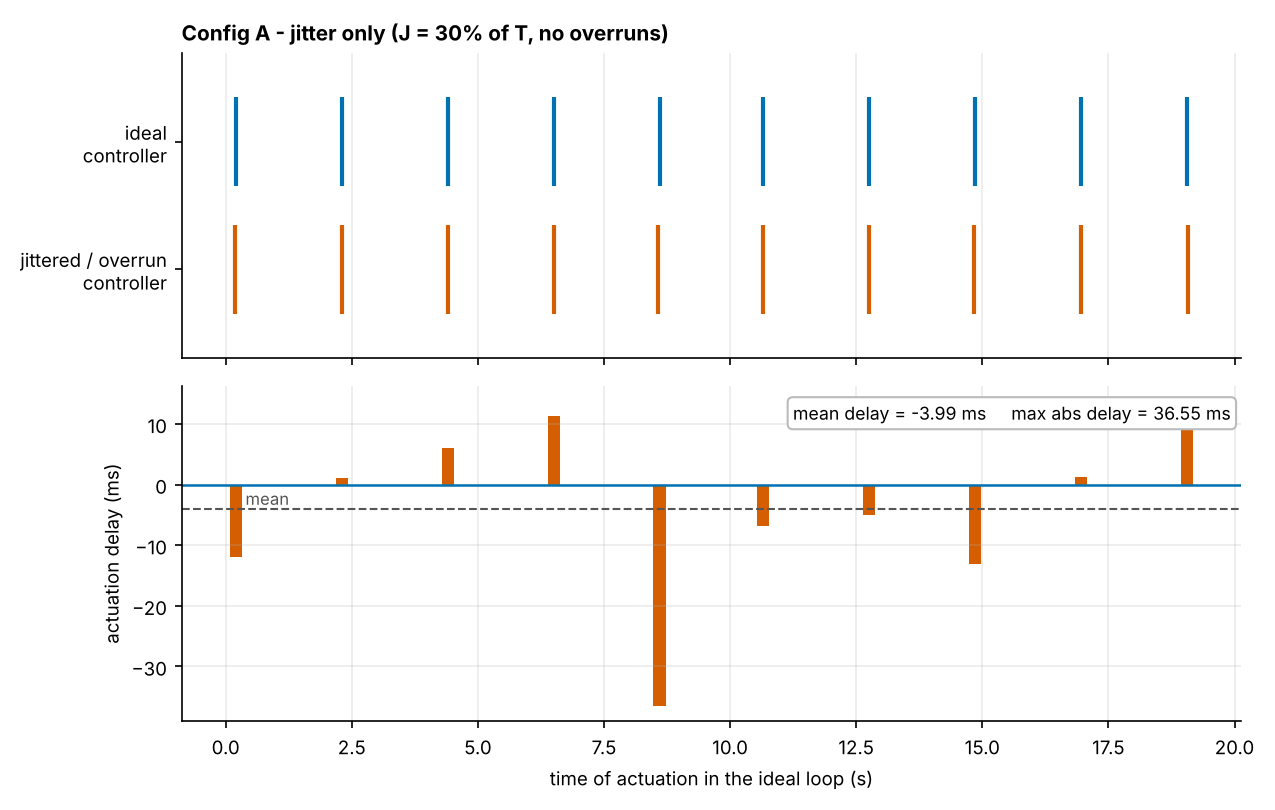 Config A - jitter only (J = 30% of T, no overruns)
ideal
controller
jittered / overrun
controller
mean delay = -3.99 ms max abs delay = 36.55 ms
mean
actuation delay (ms)
10
0
−10
−20
−30
0.0 2.5 5.0 7.5 10.0 12.5 15.0 17.5 20.0
time of actuation in the ideal loop (s)